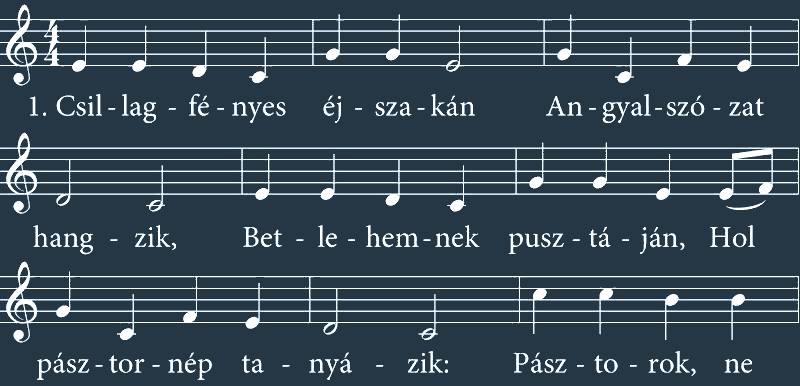 1. Csil - lag - fé - nyes éj - sza - kán An - gyal - szó - zat
hang - zik, Bet - le - hem - nek pusz - tá - ján, Hol
pász - tor - nép ta - nyá - zik: Pász - to - rok, ne